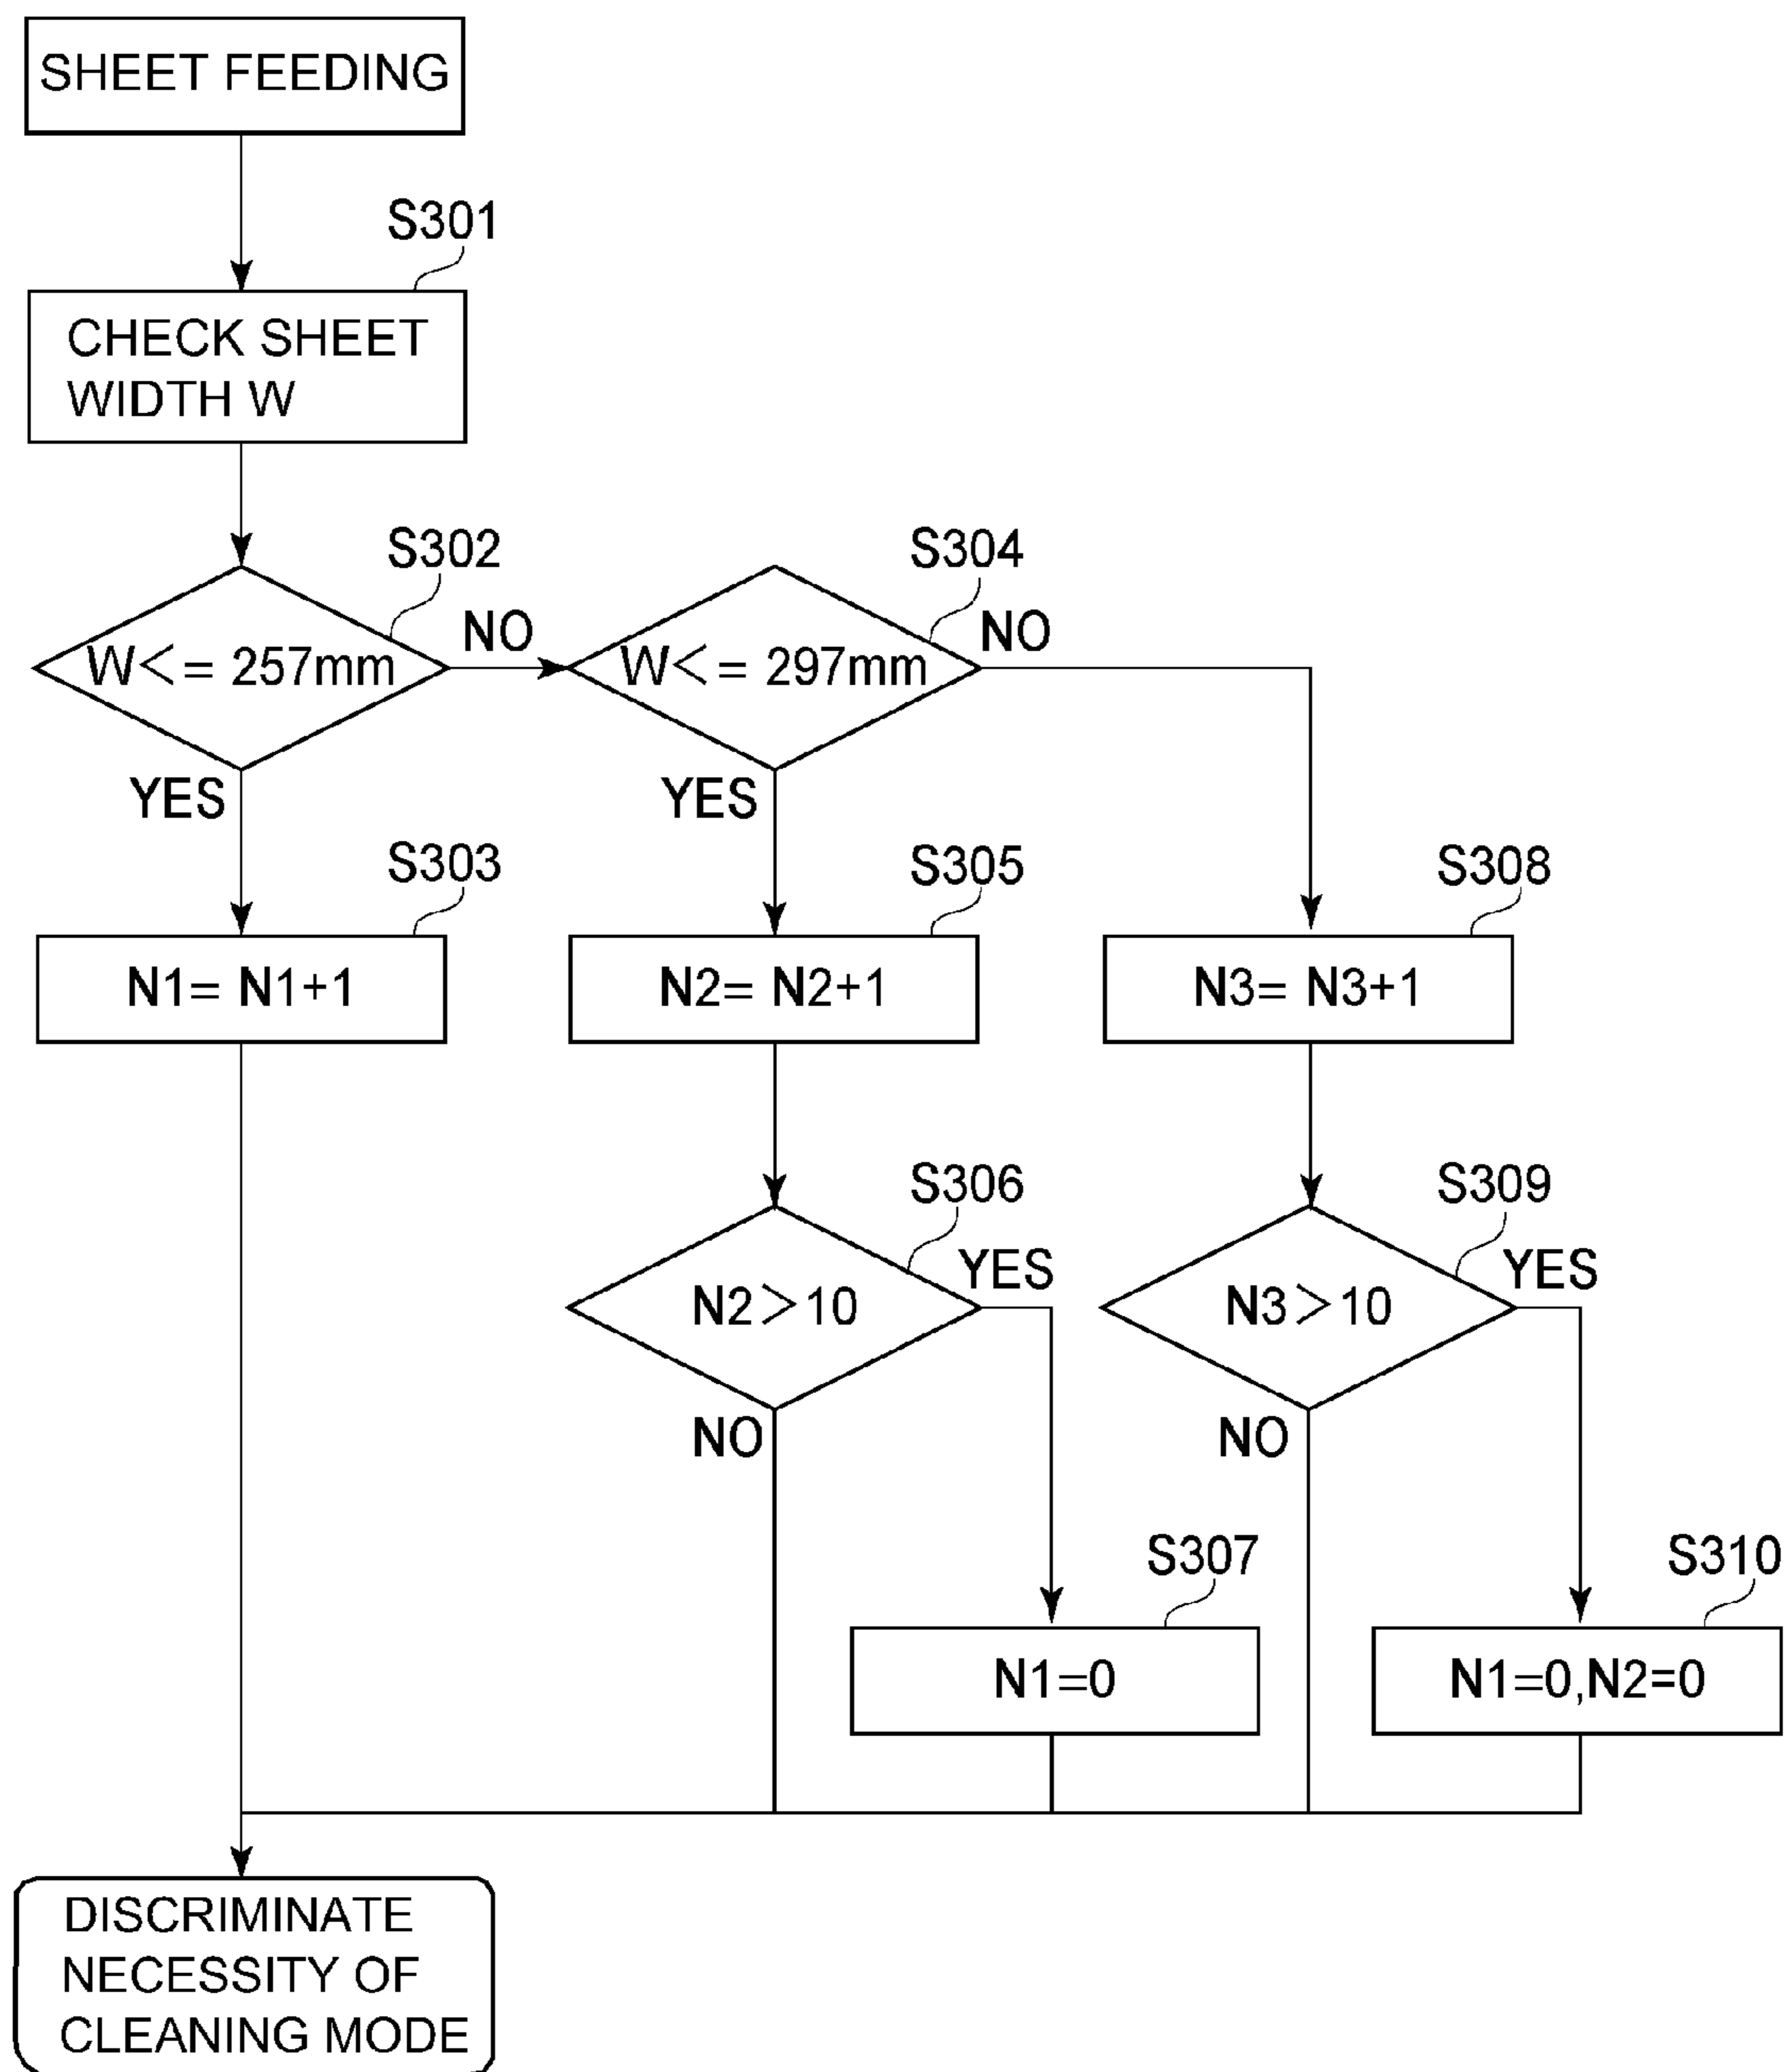 SHEET FEEDING
S301
CHECK SHEET
WIDTH W
S302
S304
NO
NO
W<= 257mm
W<= 297mm
YES
YES
S303
S305
S308
N1= N1+1
N2= N2+1
N3= N3+1
S306
S309
YES
YES
N2>10
N3>10
NO
NO
S307
S310
N1=0
N1=0,N2=0
DISCRIMINATE
NECESSITY OF
CLEANING MODE